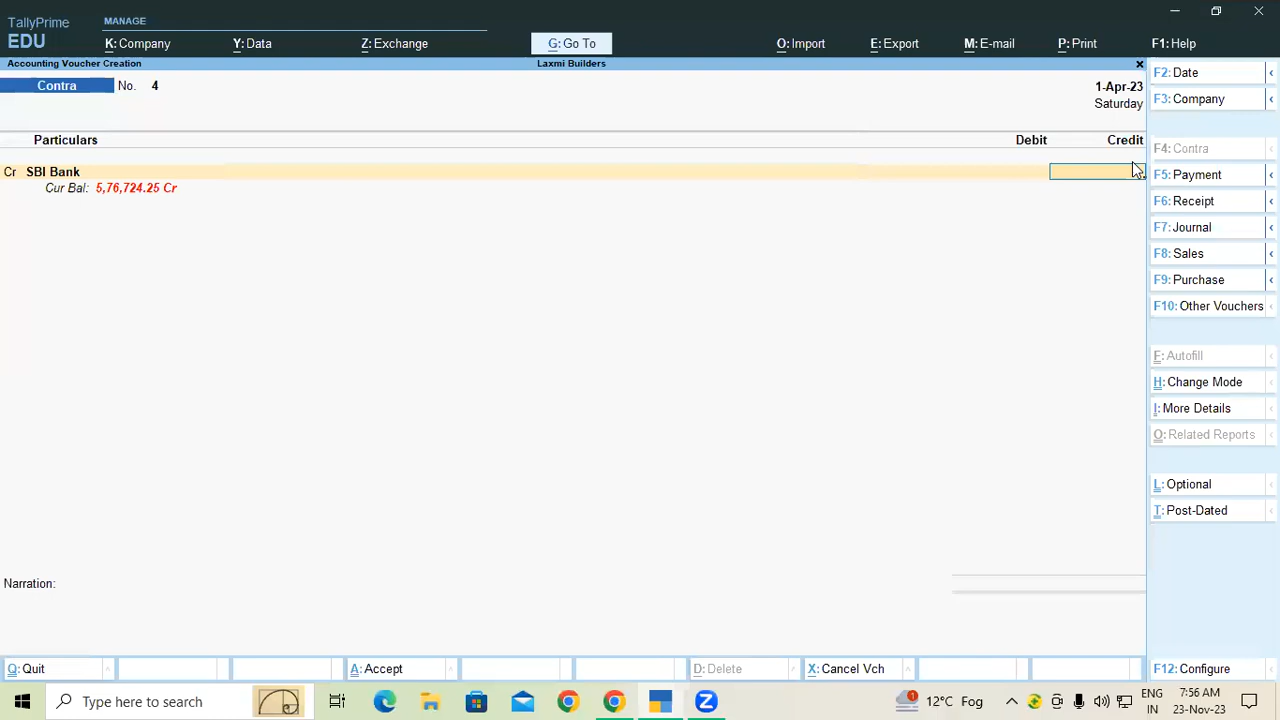 TallyPrime
EDU
MANAGE
K: Company
Y: Data
Z: Exchange
G: Go To
O: Import
E: Export
M: E-mail
P: Print
F1: Help
Accounting Voucher Creation
Laxmi Builders
Contra No. 4
1-Apr-23
Saturday
Particulars Debit Credit
Cr SBI Bank
Cur Bal: 5,76,724.25 Cr
Narration:
F2: Date
F3: Company
F4: Contra
F5: Payment
F6: Receipt
F7: Journal
F8: Sales
F9: Purchase
F10: Other Vouchers
F: Autofill
H: Change Mode
I: More Details
O: Related Reports
L: Optional
T: Post-Dated
F12: Configure
Q: Quit
A: Accept
D: Delete
X: Cancel Vch
Type here to search
12°C Fog
ENG
IN
7:56 AM
23-Nov-23